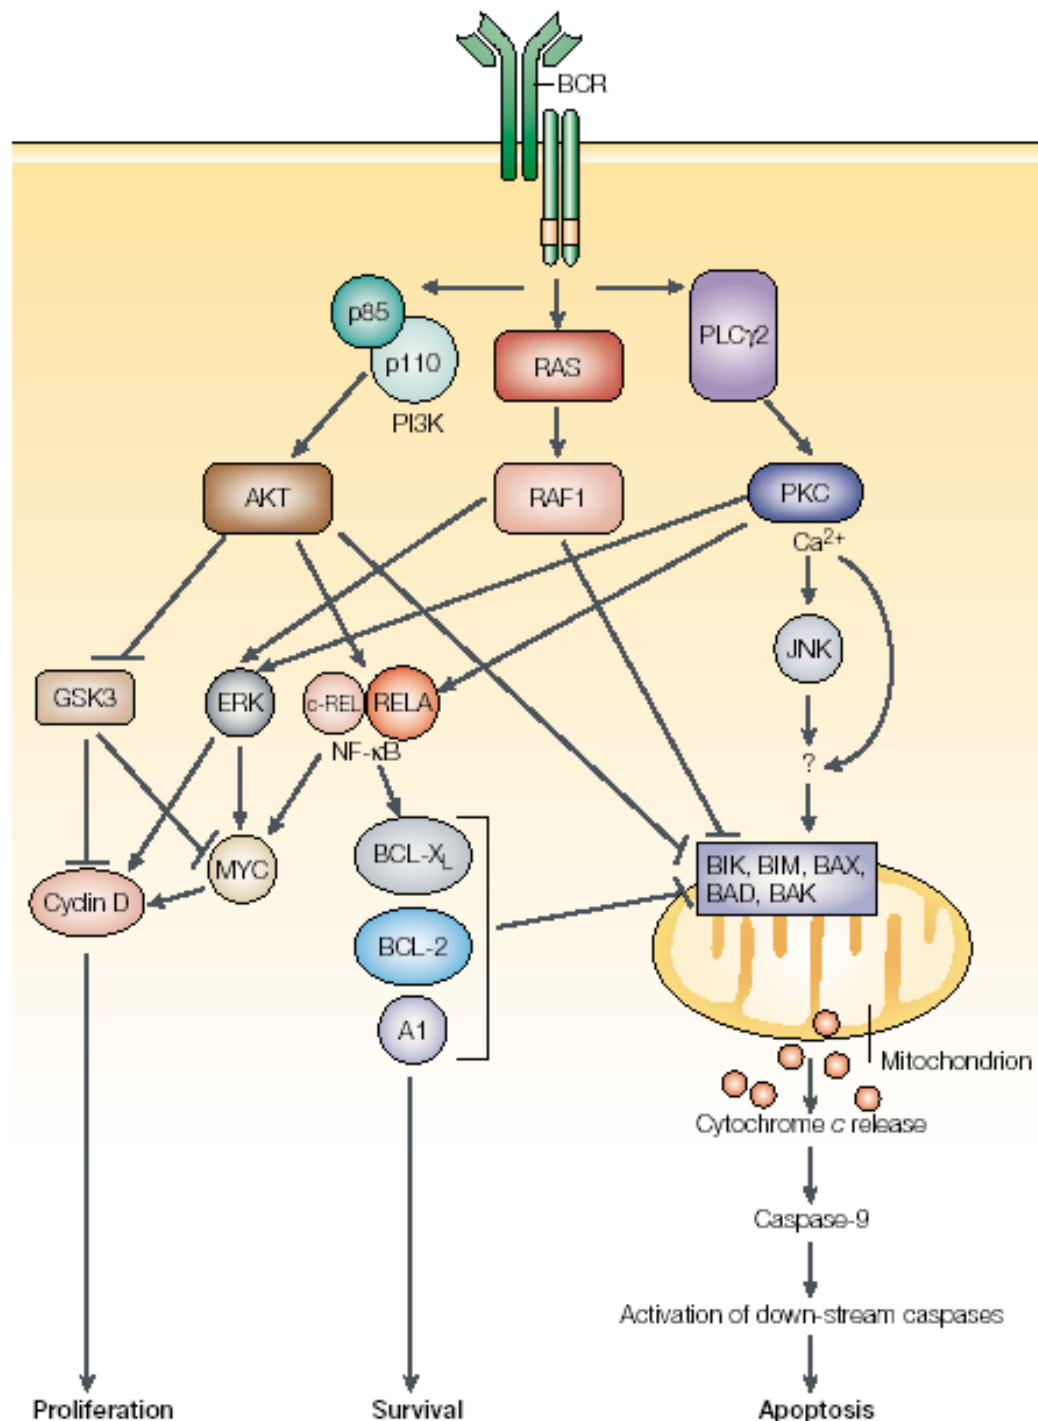 BCR
p85
p110
PI3K
RAS
PLCγ2
AKT
RAF1
PKC
Ca²⁺
JNK
GSK3
ERK
c-REL
RELA
NF-κB
?
BCL-X_L
MYC
Cyclin D
BIK, BIM, BAX,
BAD, BAK
BCL-2
A1
Mitochondrion
Cytochrome c release
Caspase-9
Activation of down-stream caspases
Proliferation
Survival
Apoptosis